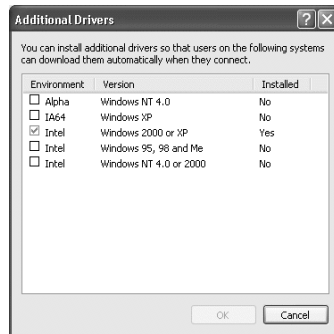 Additional Drivers
You can install additional drivers so that users on the following systems
can download them automatically when they connect.
Environment Version Installed
Alpha Windows NT 4.0 No
IA64 Windows XP No
Intel Windows 2000 or XP Yes
Intel Windows 95, 98 and Me No
Intel Windows NT 4.0 or 2000 No
OK Cancel